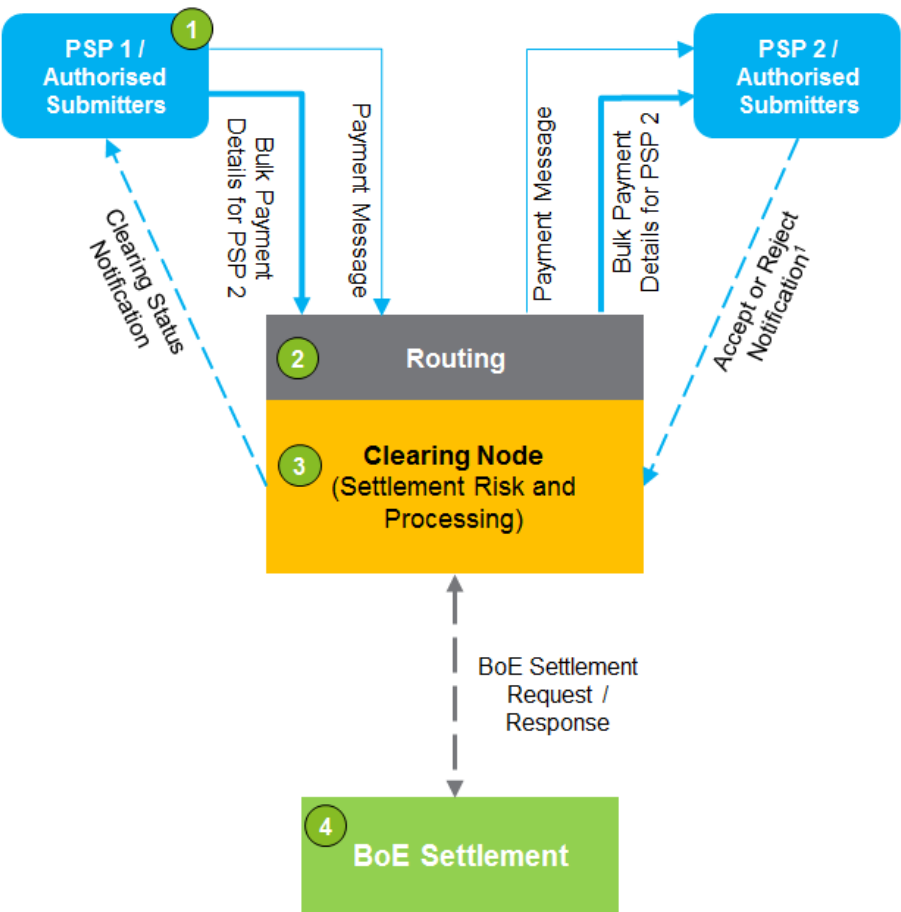 PSP 1 /
Authorised
Submitters
1
PSP 2 /
Authorised
Submitters
Clearing Status
Notification
Bulk Payment
Details for PSP 2
Payment Message
Payment Message
Bulk Payment
Details for PSP 2
Accept or Reject
Notification¹
2
Routing
3
Clearing Node
(Settlement Risk and
Processing)
BoE Settlement
Request /
Response
4
BoE Settlement